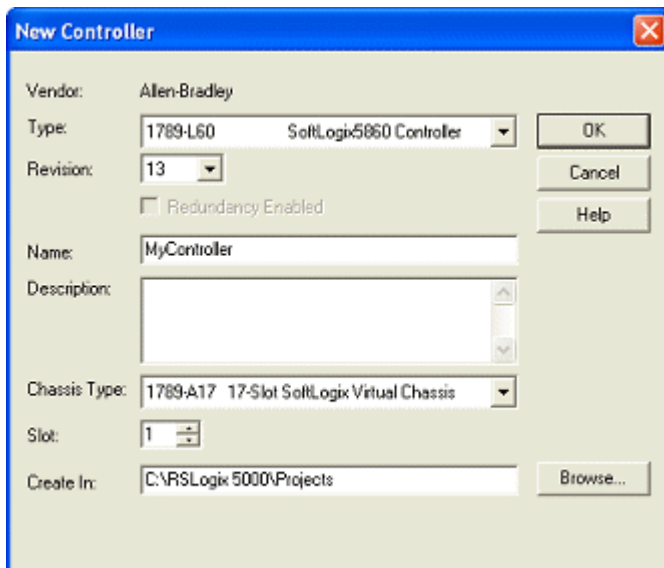 New Controller
Vendor: Allen-Bradley
Type: 1789-L60 SoftLogix5860 Controller OK
Revision: 13 Cancel
Redundancy Enabled Help
Name: MyController
Description:
Chassis Type: 1789-A17 17-Slot SoftLogix Virtual Chassis
Slot: 1
Create In: C:\RSLogix 5000\Projects Browse...